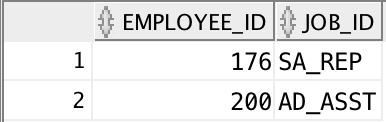 EMPLOYEE_ID JOB_ID
1 176 SA_REP
2 200 AD_ASST